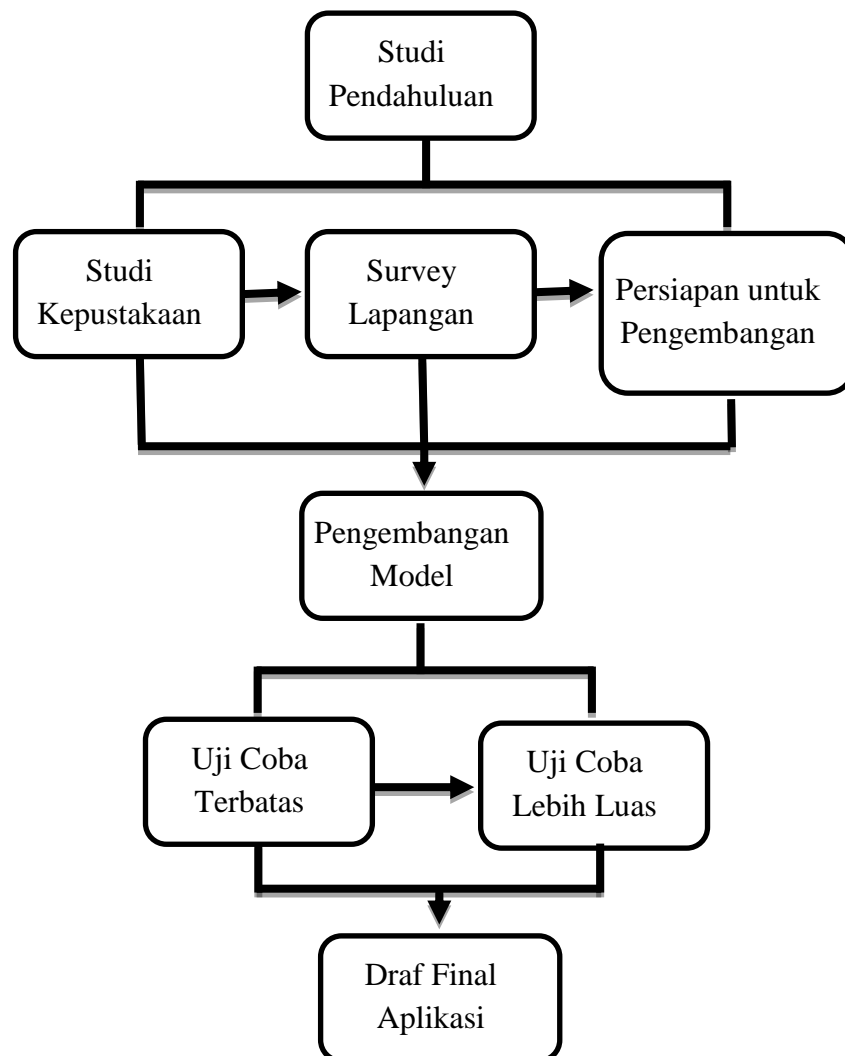 Studi
Pendahuluan
Studi
Kepustakaan
Survey
Lapangan
Persiapan untuk
Pengembangan
Pengembangan
Model
Uji Coba
Terbatas
Uji Coba
Lebih Luas
Draf Final
Aplikasi